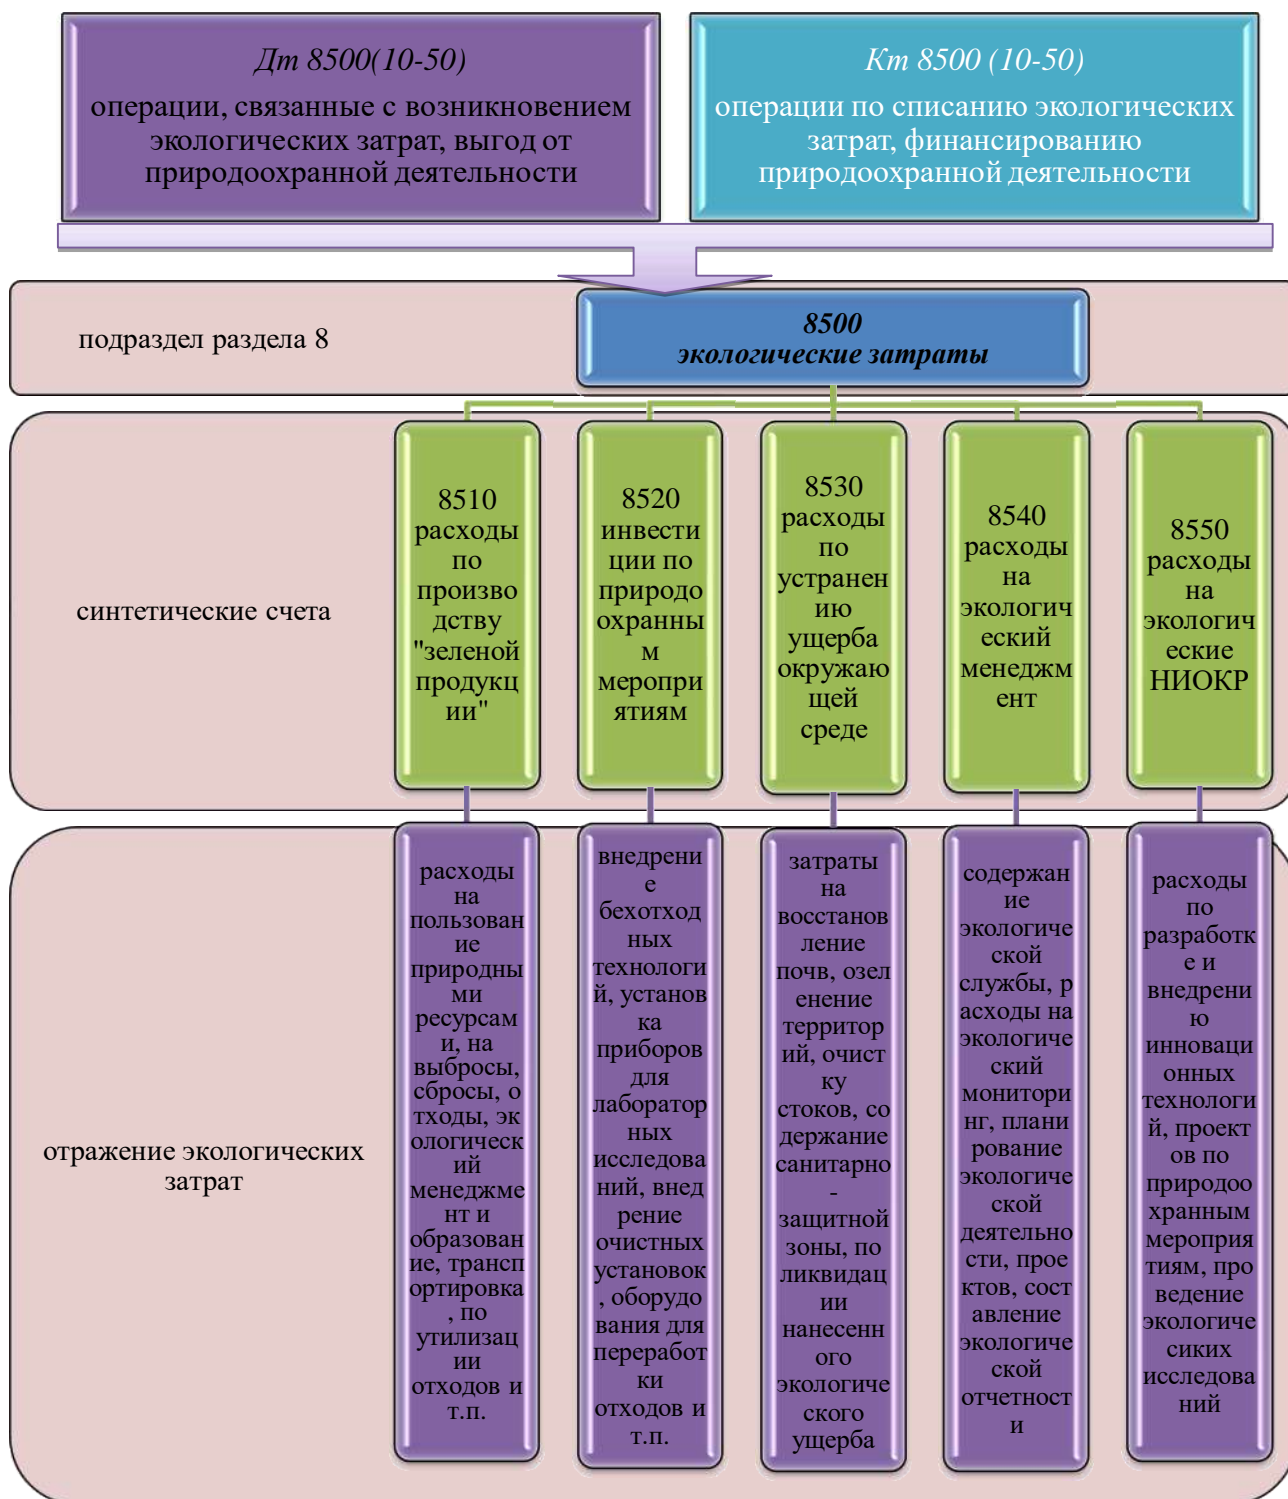 Дт 8500(10-50)
операции, связанные с возникновением
экологических затрат, выгод от
природоохранной деятельности
Кт 8500 (10-50)
операции по списанию экологических
затрат, финансированию
природоохранной деятельности
подраздел раздела 8
8500
экологические затраты
синтетические счета
8510
расходы
по
произво
дству
"зеленой
продукц
ии"
8520
инвести
ции по
природо
охранны
м
меропри
ятиям
8530
расходы
по
устранен
ию
ущерба
окружаю
щей
среде
8540
расходы
на
экологич
еский
менеджм
ент
8550
расходы
на
экологич
еские
НИОКР
отражение экологических
затрат
расходы
на
пользован
ие
природны
ми
ресурсам
и, на
выбросы,
сбросы, о
тходы, эк
ологическ
ий
менеджме
нт и
образован
ие, трансп
ортировка
, по
утилизац
ии
отходов и
т.п.
внедрени
е
бехотход
ных
технологи
й, установ
ка
приборов
для
лаборатор
ных
исследова
ний, внед
рение
очистных
установок
, оборудо
вания для
переработ
ки
отходов и
т.п.
затраты
на
восстанов
ление
почв, озел
енение
территор
ий, очист
ку
стоков, со
держание
санитарно
-
защитной
зоны, по
ликвидац
ии
нанесенн
ого
экологиче
ского
ущерба
содержан
ие
экологиче
ской
службы, р
асходы на
экологиче
ский
монитори
нг, плани
рование
экологиче
ской
деятельно
сти, прое
ктов, сост
авление
экологиче
ской
отчетност
и
расходы
по
разработк
е и
внедрени
ю
инноваци
онных
технологи
й, проект
ов по
природоо
хранным
мероприя
тиям, про
ведение
экологиче
сиких
исследова
ний